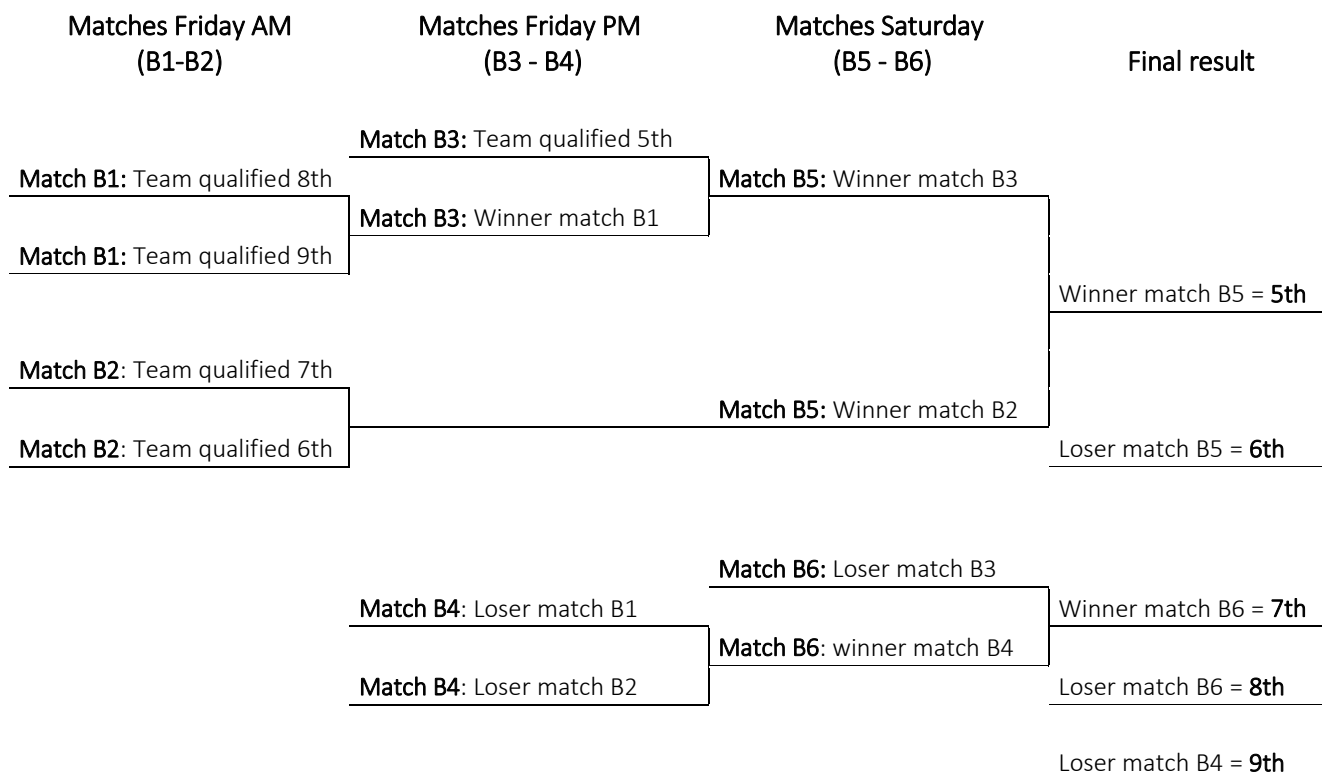 Matches Friday AM
(B1-B2)
Matches Friday PM
(B3 - B4)
Matches Saturday
(B5 - B6)
Final result
Match B3: Team qualified 5th
Match B1: Team qualified 8th
Match B5: Winner match B3
Match B3: Winner match B1
Match B1: Team qualified 9th
Winner match B5 = 5th
Match B2: Team qualified 7th
Match B5: Winner match B2
Match B2: Team qualified 6th
Loser match B5 = 6th
Match B6: Loser match B3
Match B4: Loser match B1
Winner match B6 = 7th
Match B6: winner match B4
Match B4: Loser match B2
Loser match B6 = 8th
Loser match B4 = 9th